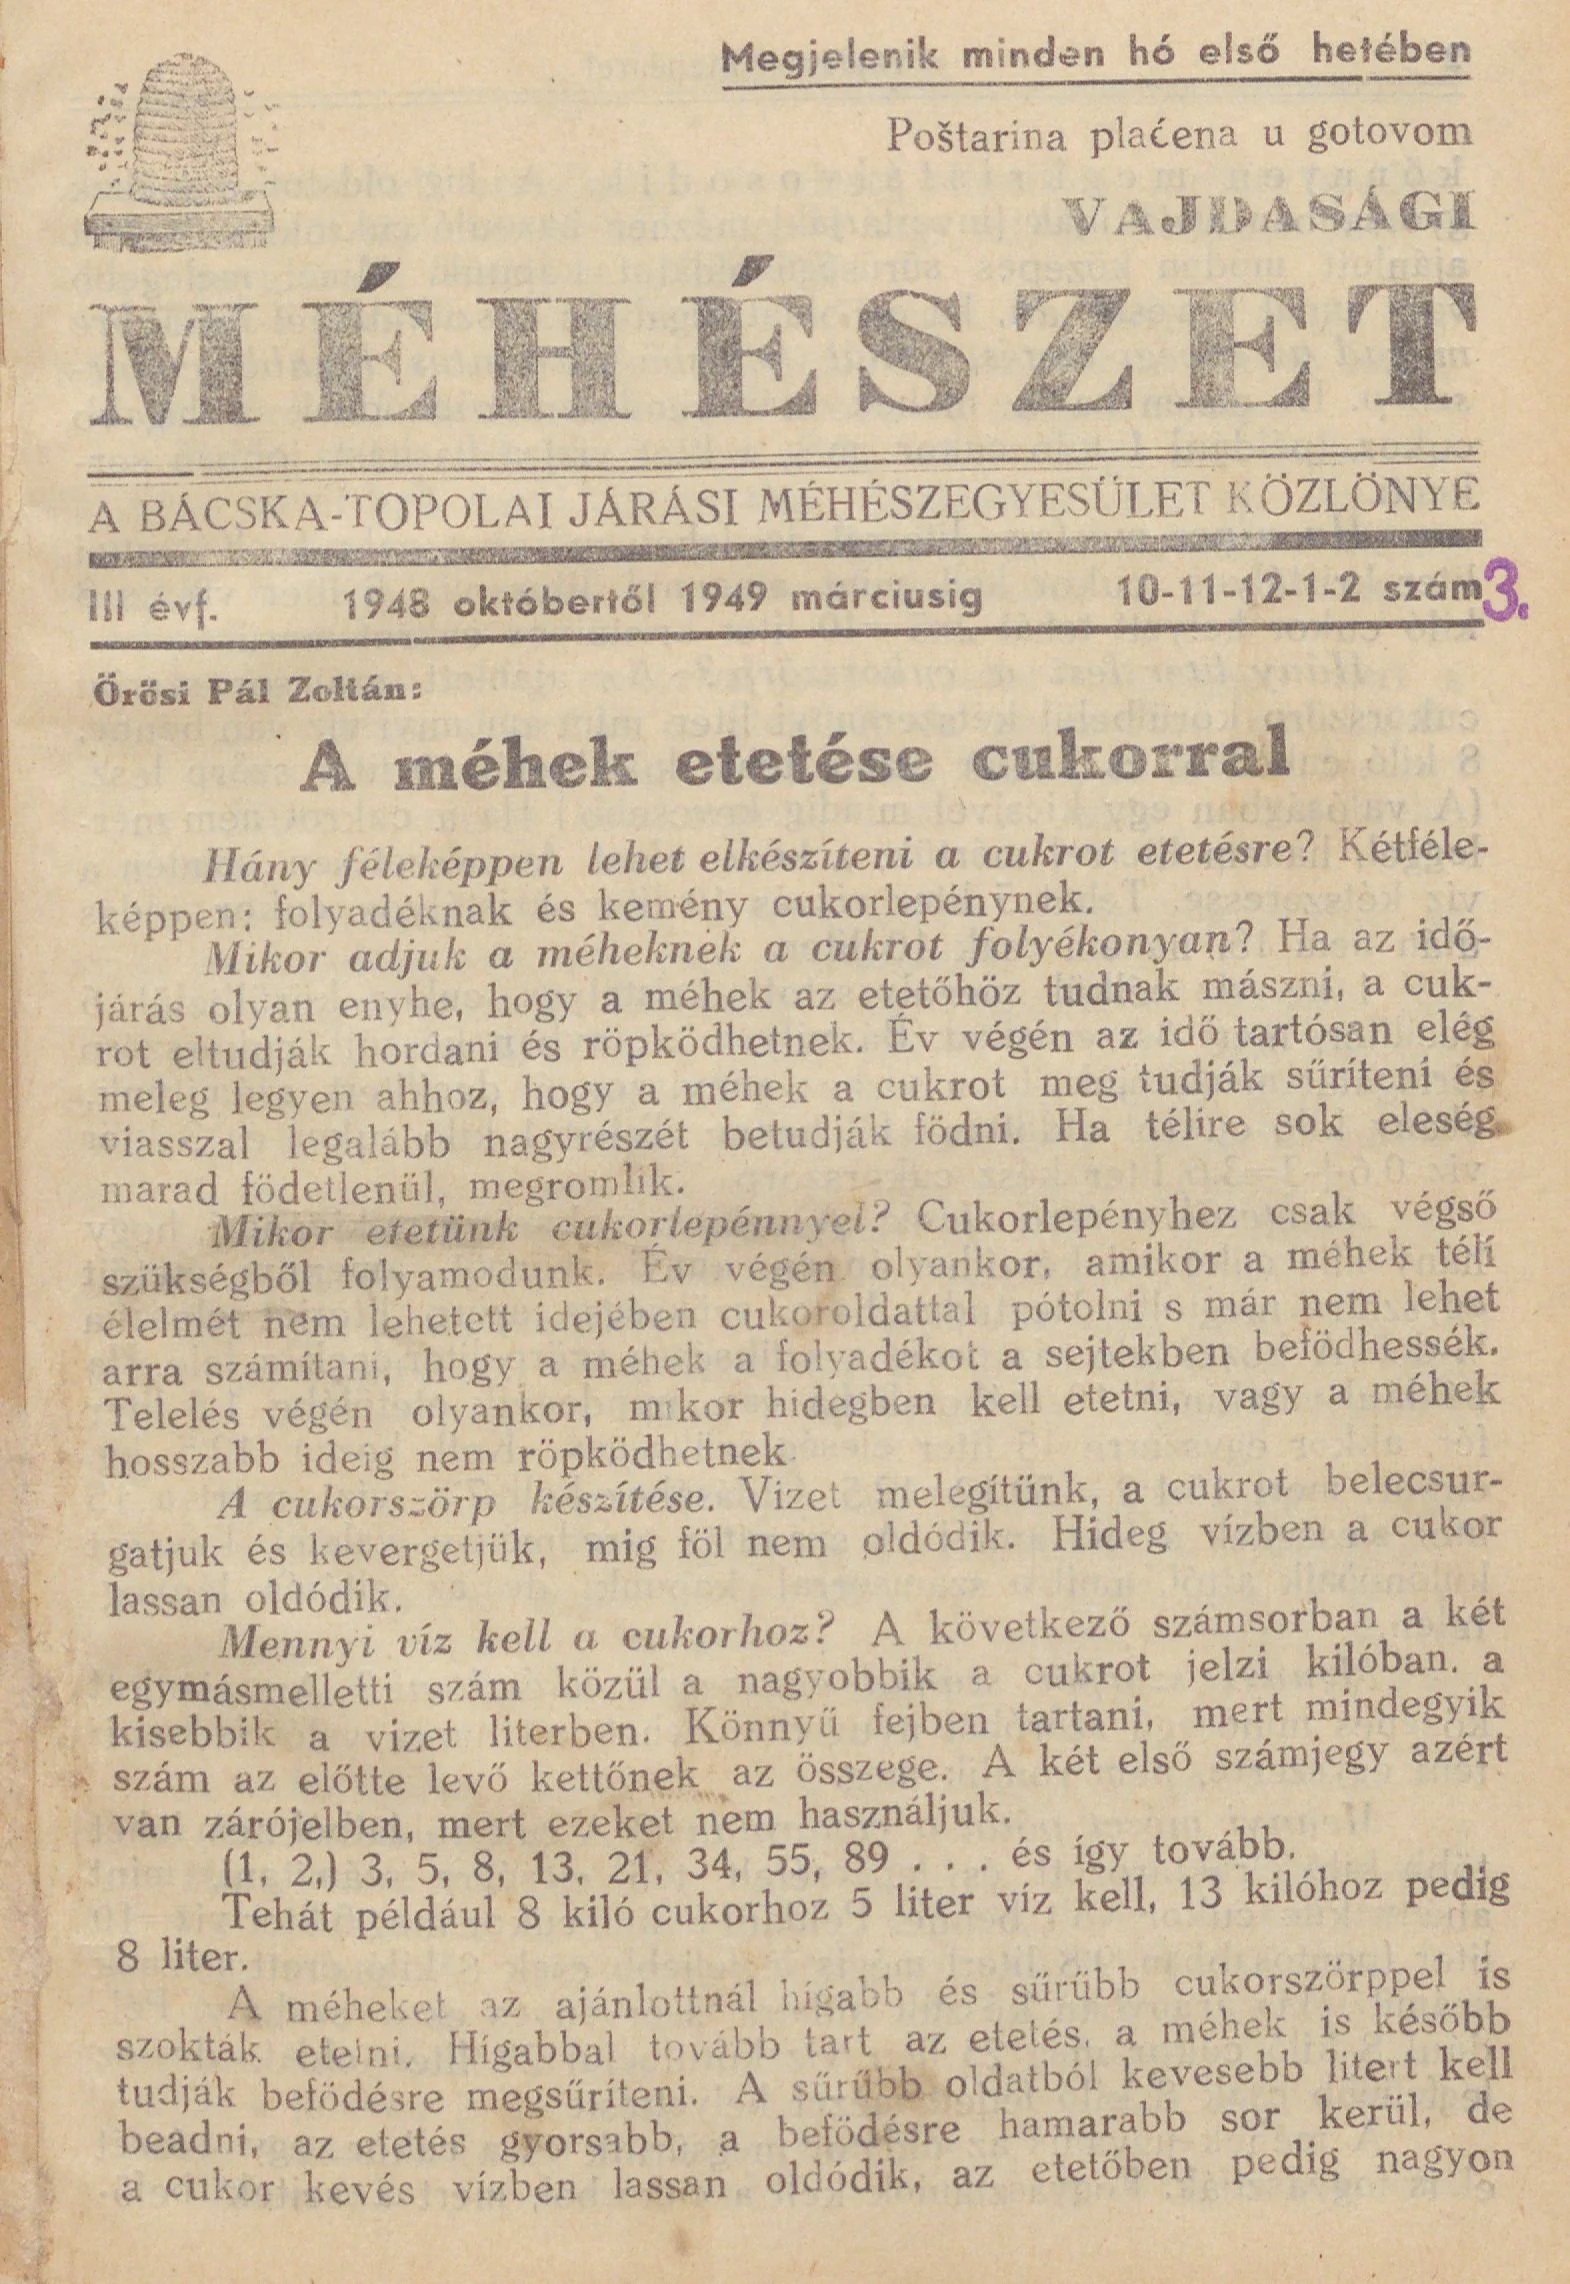 Megjelenik minden hó első hetében
Poštarina plaćena u gotovom
VAJDASÁGI
MÉHÉSZET
A BÁCSKA-TOPOLAI JÁRÁSI MÉHÉSZEGYESÜLET KÖZLÖNYE
III évf. 1948 októbertől 1949 márciusig 10-11-12-1-2 szám 3.
Örösi Pál Zoltán:
A méhek etetése cukorral
Hány féleképpen lehet elkészíteni a cukrot etetésre? Kétféle-
képpen: folyadéknak és kemény cukorlepénynek.
Mikor adjuk a méheknek a cukrot folyékonyan? Ha az idő-
járás olyan enyhe, hogy a méhek az etetőhöz tudnak mászni, a cuk-
rot eltudják hordani és röpködhetnek. Év végén az idő tartósan elég
meleg legyen ahhoz, hogy a méhek a cukrot meg tudják sűríteni és
viasszal legalább nagyrészét betudják födni. Ha télire sok eleség
marad födetlenül, megromlik.
Mikor etetünk cukorlepénnyel? Cukorlepényhez csak végső
szükségből folyamodunk. Év végén olyankor, amikor a méhek téli
élelmét nem lehetett idejében cukoroldattal pótolni s már nem lehet
arra számítani, hogy a méhek a folyadékot a sejtekben befödhessék.
Telelés végén olyankor, mikor hidegben kell etetni, vagy a méhek
hosszabb ideig nem röpködhetnek
A cukorszörp készítése. Vizet melegítünk, a cukrot belecsur-
gatjuk és kevergetjük, mig föl nem oldódik. Hideg vízben a cukor
lassan oldódik.
Mennyi víz kell a cukorhoz? A következő számsorban a két
egymásmelletti szám közül a nagyobbik a cukrot jelzi kilóban. a
kisebbik a vizet literben. Könnyű fejben tartani, mert mindegyik
szám az előtte levő kettőnek az összege. A két első számjegy azért
van zárójelben, mert ezeket nem használjuk.
(1, 2,) 3, 5, 8, 13, 21, 34, 55, 89 . . . és így tovább.
Tehát például 8 kiló cukorhoz 5 liter víz kell, 13 kilóhoz pedig
8 liter.
A méheket az ajánlottnál hígabb és sűrűbb cukorszörppel is
szokták etetni. Hígabbal tovább tart az etetés. a méhek is később
tudják befödésre megsűríteni. A sűrűbb oldatból kevesebb litert kell
beadni, az etetés gyorsabb, a befödésre hamarabb sor kerül, de
a cukor kevés vízben lassan oldódik, az etetőben pedig nagyon